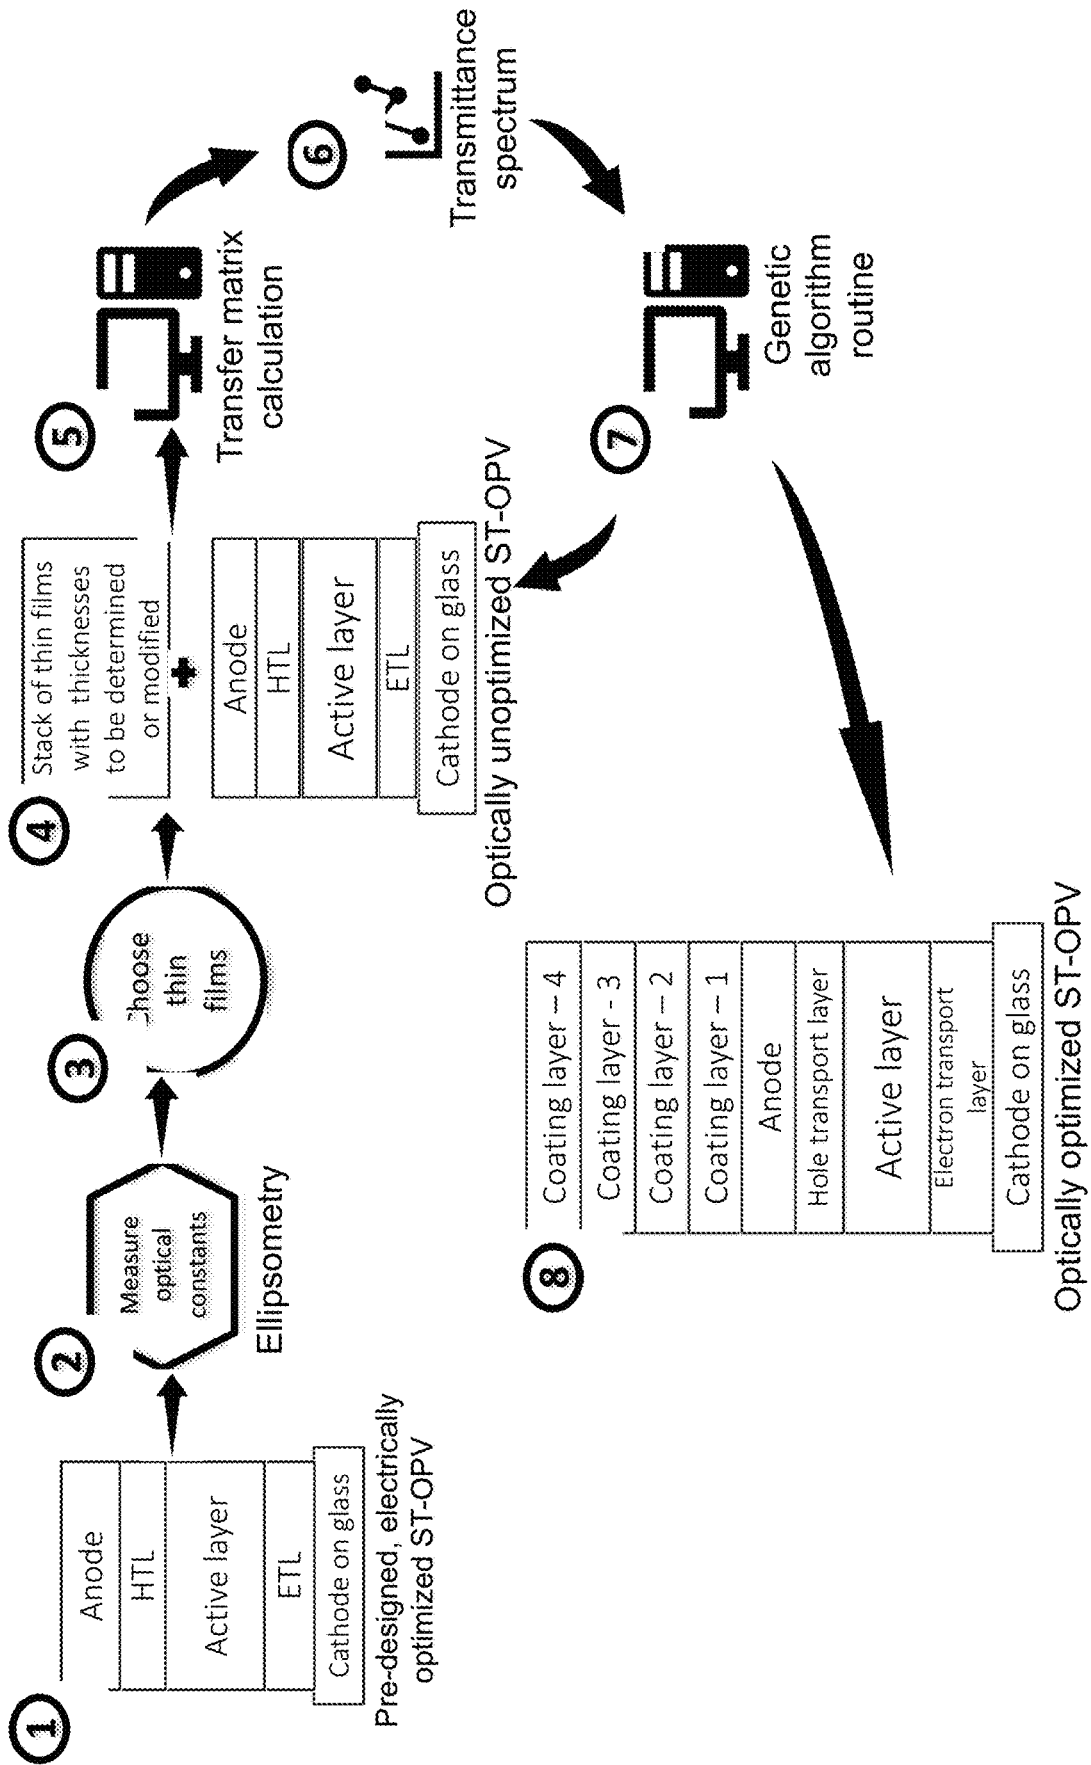 1
Anode
HTL
Active layer
ETL
Cathode on glass
Pre-designed, electrically
optimized ST-OPV
2
Measure
optical
constants
Ellipsometry
3
thin
films
4
Stack of thin films
with thicknesses
to be determined
or modified
+
Anode
HTL
Active layer
ETL
Cathode on glass
Optically unoptimized ST-OPV
5
Transfer matrix
calculation
6
Transmittance
spectrum
7
Genetic
algorithm
routine
8
Coating layer – 4
Coating layer - 3
Coating layer – 2
Coating layer – 1
Anode
Hole transport layer
Active layer
Electron transport
layer
Cathode on glass
Optically optimized ST-OPV